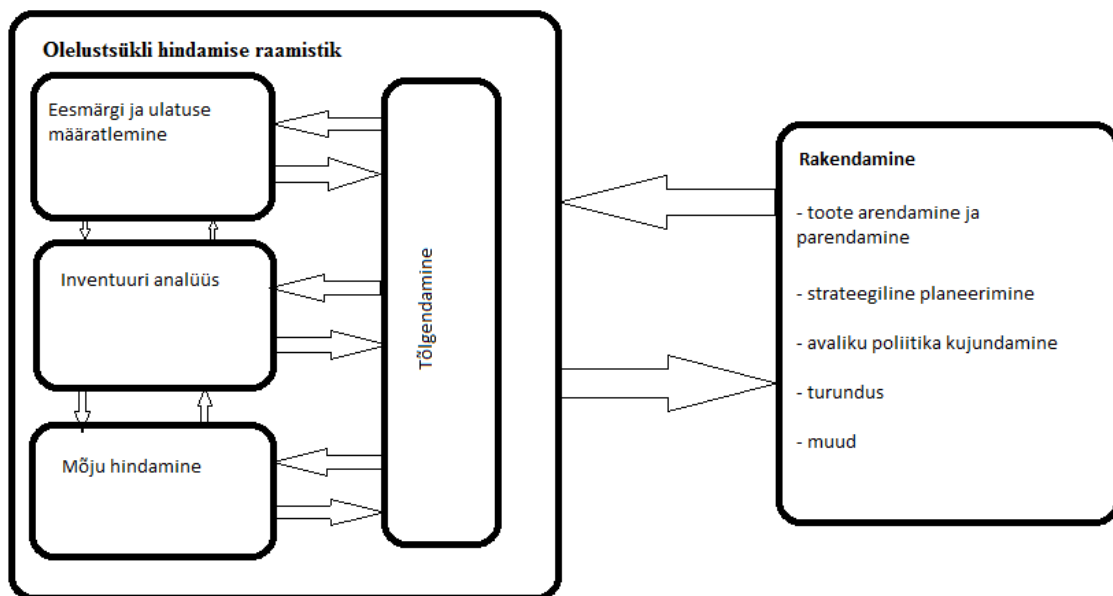 Olelustsükli hindamise raamistik
Eesmärgi ja ulatuse
määratlemine
Inventuuri analüüs
Mõju hindamine
Tõlgendamine
Rakendamine
- toote arendamine ja
parendamine
- strateegiline planeerimine
- avaliku poliitika kujundamine
- turundus
- muud